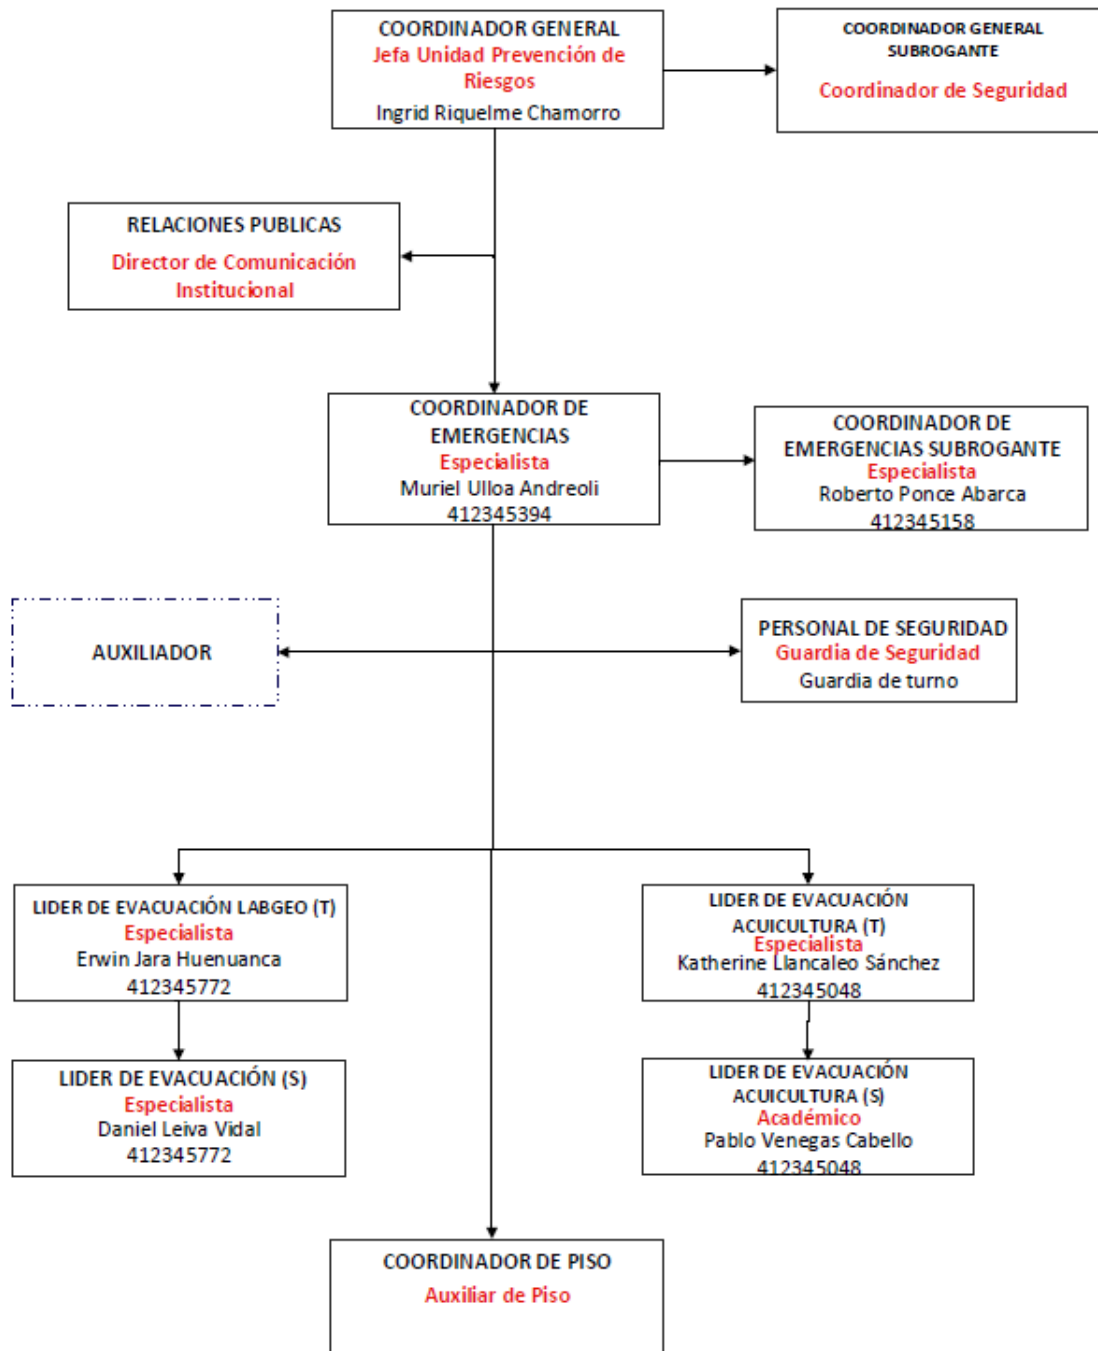 COORDINADOR GENERAL
Jefa Unidad Prevención de
Riesgos
Ingrid Riquelme Chamorro
COORDINADOR GENERAL
SUBROGANTE
Coordinador de Seguridad
RELACIONES PUBLICAS
Director de Comunicación
Institucional
COORDINADOR DE
EMERGENCIAS
Especialista
Muriel Ulloa Andreoli
412345394
COORDINADOR DE
EMERGENCIAS SUBROGANTE
Especialista
Roberto Ponce Abarca
412345158
AUXILIADOR
PERSONAL DE SEGURIDAD
Guardia de Seguridad
Guardia de turno
LIDER DE EVACUACIÓN LABGEO (T)
Especialista
Erwin Jara Huenuanca
412345772
LIDER DE EVACUACIÓN
ACUICULTURA (T)
Especialista
Katherine Llancaleo Sánchez
412345048
LIDER DE EVACUACIÓN (S)
Especialista
Daniel Leiva Vidal
412345772
LIDER DE EVACUACIÓN
ACUICULTURA (S)
Académico
Pablo Venegas Cabello
412345048
COORDINADOR DE PISO
Auxiliar de Piso